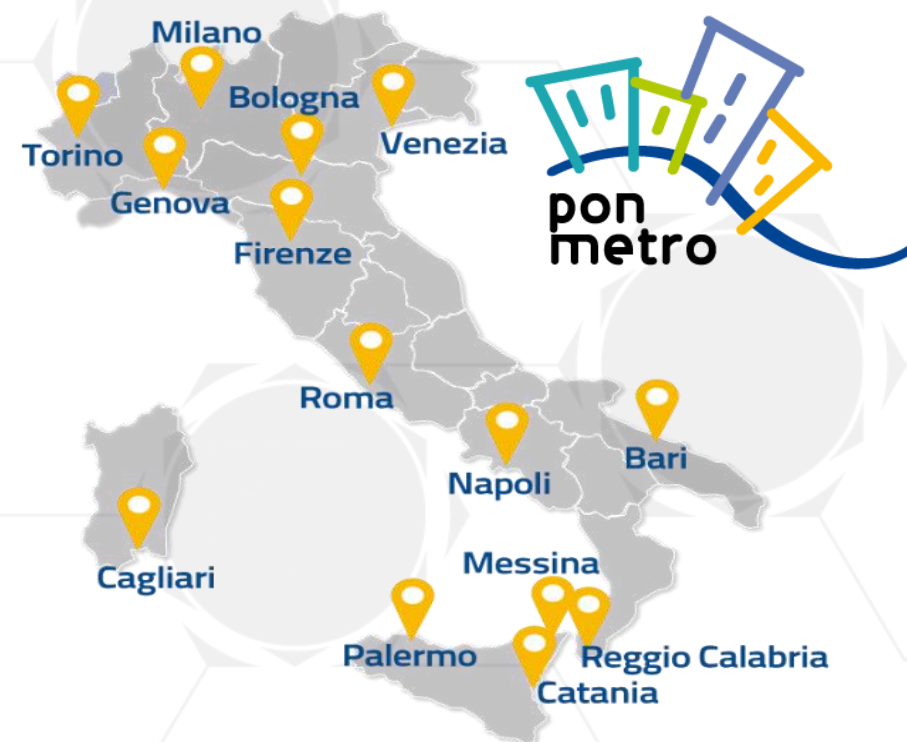 Milano
Bologna
Venezia
Torino
Genova
Firenze
pon
metro
Roma
Bari
Napoli
Messina
Cagliari
Palermo
Reggio Calabria
Catania